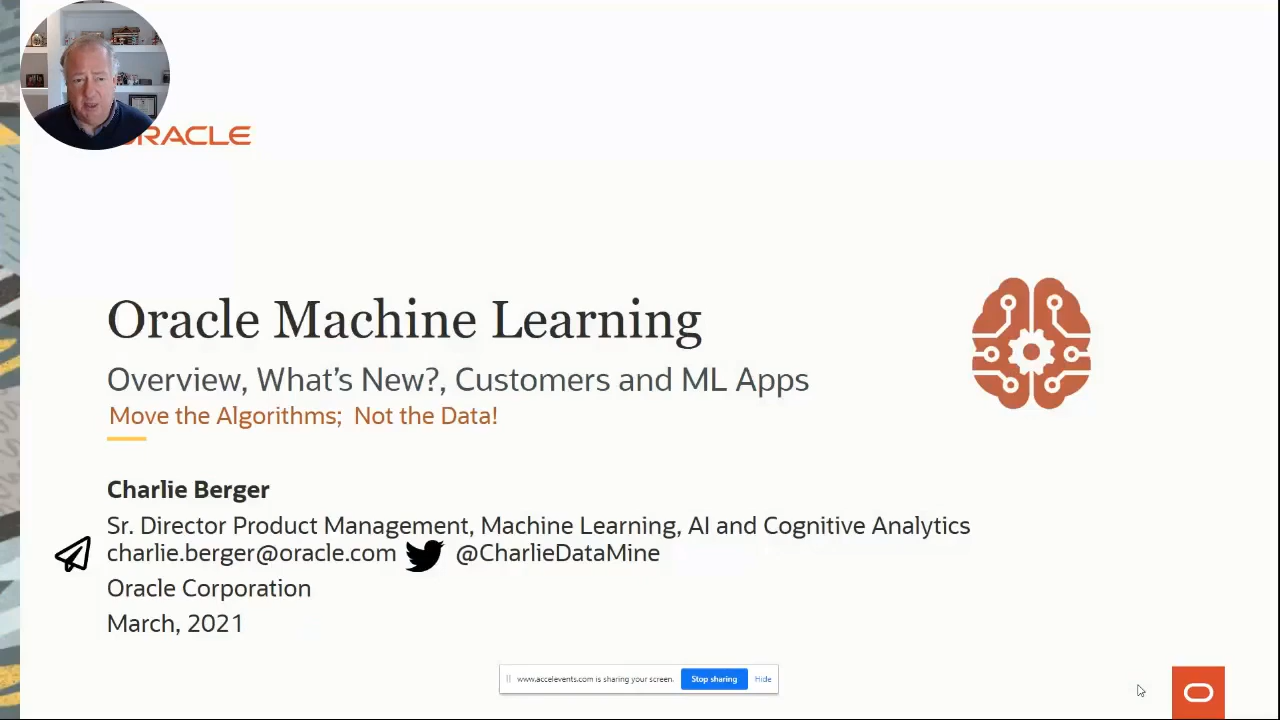 ORACLE
Oracle Machine Learning
Overview, What's New?, Customers and ML Apps
Move the Algorithms; Not the Data!
Charlie Berger
Sr. Director Product Management, Machine Learning, AI and Cognitive Analytics
charlie.berger@oracle.com @CharlieDataMine
Oracle Corporation
March, 2021
www.accelevents.com is sharing your screen. Stop sharing Hide